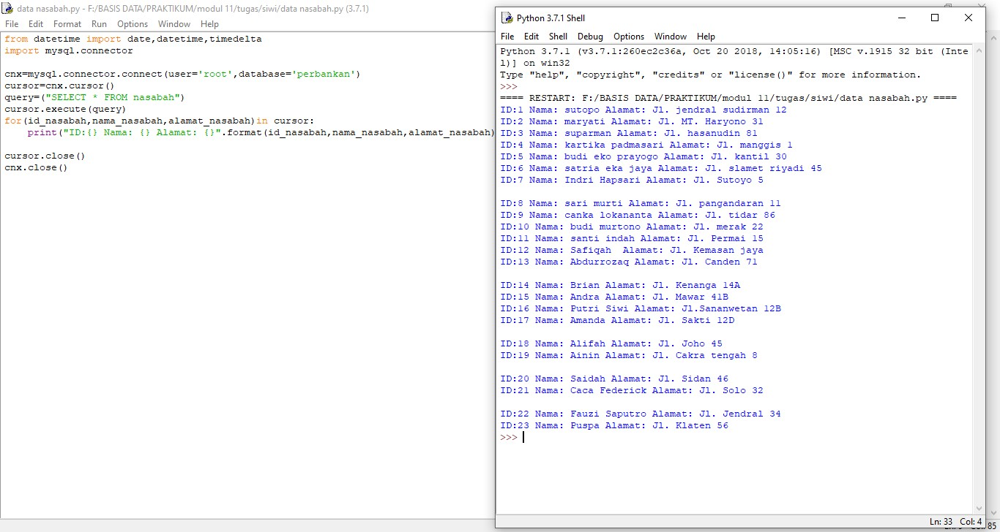 data nasabah.py - F:/BASIS DATA/PRAKTIKUM/modul 11/tugas/siwi/data nasabah.py (3.7.1)
File Edit Format Run Options Window Help
from datetime import date,datetime,timedelta
import mysql.connector
cnx=mysql.connector.connect(user='root',database='perbankan')
cursor=cnx.cursor()
query=("SELECT * FROM nasabah")
cursor.execute(query)
for(id_nasabah,nama_nasabah,alamat_nasabah)in cursor:
    print("ID:{} Nama: {} Alamat: {}".format(id_nasabah,nama_nasabah,alamat_nasabah)
cursor.close()
cnx.close()
Python 3.7.1 Shell
File Edit Shell Debug Options Window Help
Python 3.7.1 (v3.7.1:260ec2c36a, Oct 20 2018, 14:05:16) [MSC v.1915 32 bit (Inte
l)] on win32
Type "help", "copyright", "credits" or "license()" for more information.
>>>
==== RESTART: F:/BASIS DATA/PRAKTIKUM/modul 11/tugas/siwi/data nasabah.py ====
ID:1 Nama: sutopo Alamat: Jl. jendral sudirman 12
ID:2 Nama: maryati Alamat: Jl. MT. Haryono 31
ID:3 Nama: suparman Alamat: Jl. hasanudin 81
ID:4 Nama: kartika padmasari Alamat: Jl. manggis 1
ID:5 Nama: budi eko prayogo Alamat: Jl. kantil 30
ID:6 Nama: satria eka jaya Alamat: Jl. slamet riyadi 45
ID:7 Nama: Indri Hapsari Alamat: Jl. Sutoyo 5
ID:8 Nama: sari murti Alamat: Jl. pangandaran 11
ID:9 Nama: canka lokananta Alamat: Jl. tidar 86
ID:10 Nama: budi murtono Alamat: Jl. merak 22
ID:11 Nama: santi indah Alamat: Jl. Permai 15
ID:12 Nama: Safiqah  Alamat: Jl. Kemasan jaya
ID:13 Nama: Abdurrozaq Alamat: Jl. Canden 71
ID:14 Nama: Brian Alamat: Jl. Kenanga 14A
ID:15 Nama: Andra Alamat: Jl. Mawar 41B
ID:16 Nama: Putri Siwi Alamat: Jl.Sananwetan 12B
ID:17 Nama: Amanda Alamat: Jl. Sakti 12D
ID:18 Nama: Alifah Alamat: Jl. Joho 45
ID:19 Nama: Ainin Alamat: Jl. Cakra tengah 8
ID:20 Nama: Saidah Alamat: Jl. Sidan 46
ID:21 Nama: Caca Federick Alamat: Jl. Solo 32
ID:22 Nama: Fauzi Saputro Alamat: Jl. Jendral 34
ID:23 Nama: Puspa Alamat: Jl. Klaten 56
>>>
Ln: 33 Col: 4
85